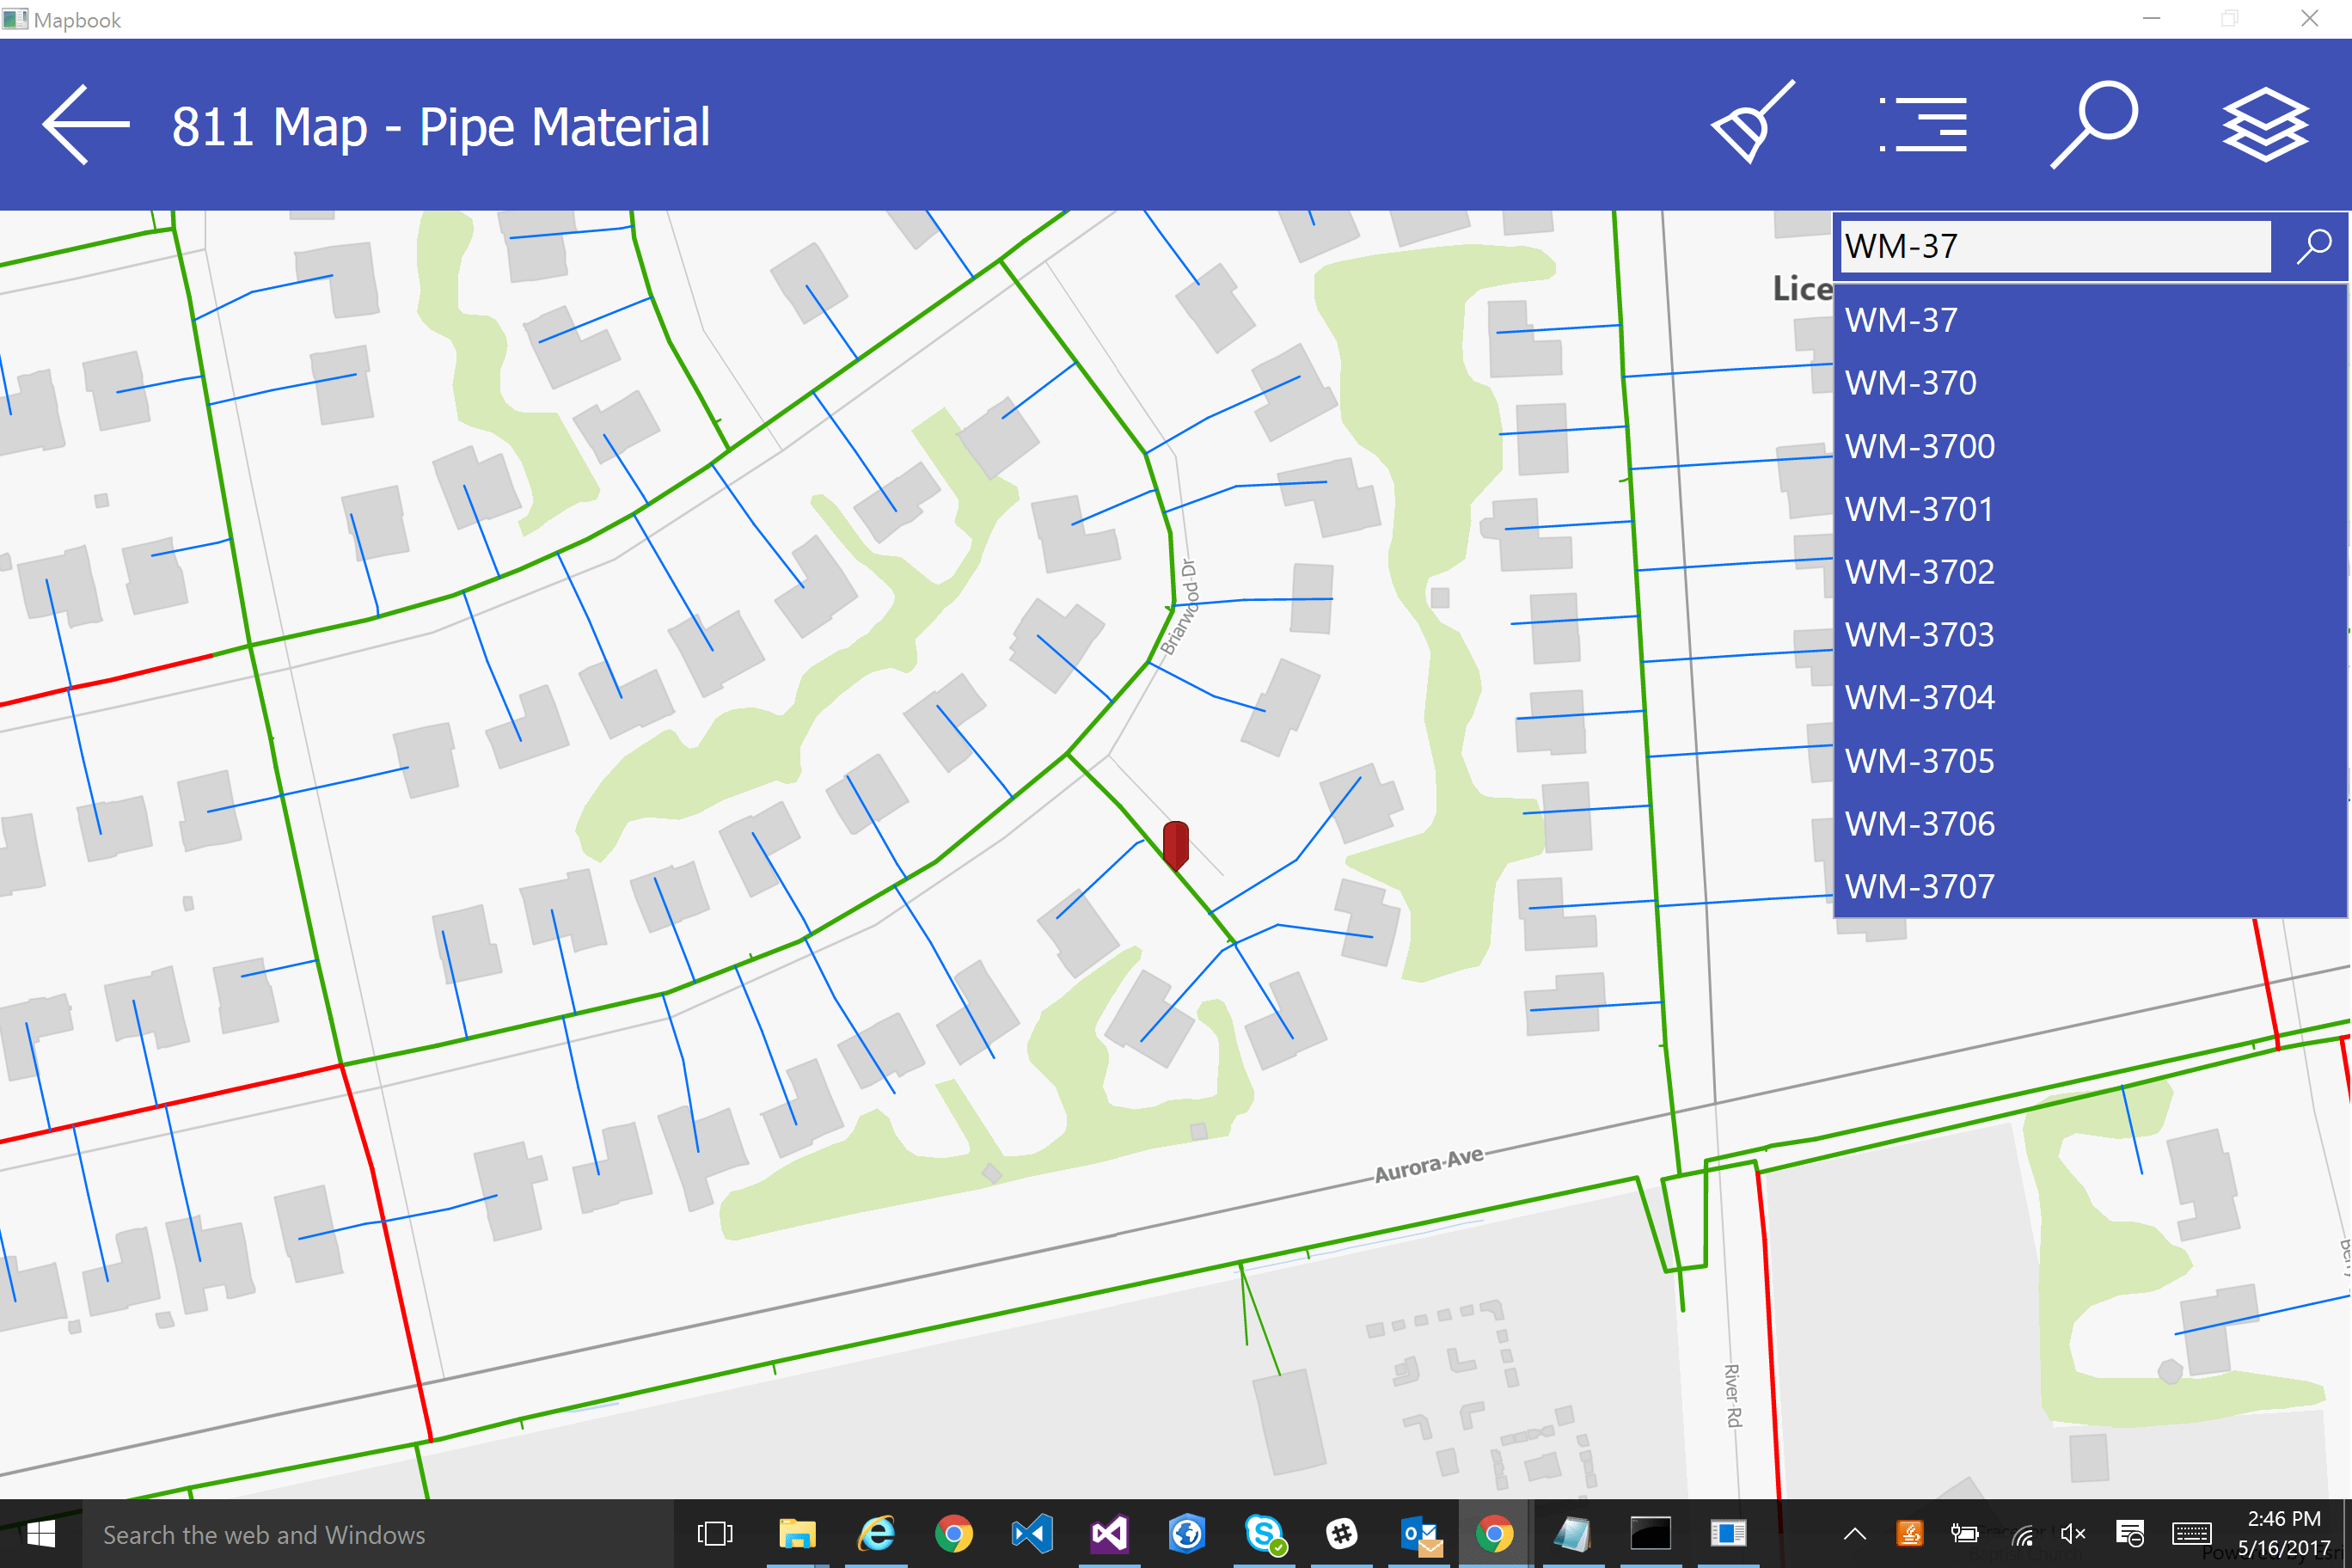 Mapbook
811 Map - Pipe Material
WM-37
Lice
WM-37
WM-370
WM-3700
WM-3701
WM-3702
WM-3703
WM-3704
WM-3705
WM-3706
WM-3707
Briarwood Dr
Aurora Ave
River Rd
Search the web and Windows
2:46 PM
5/16/2017